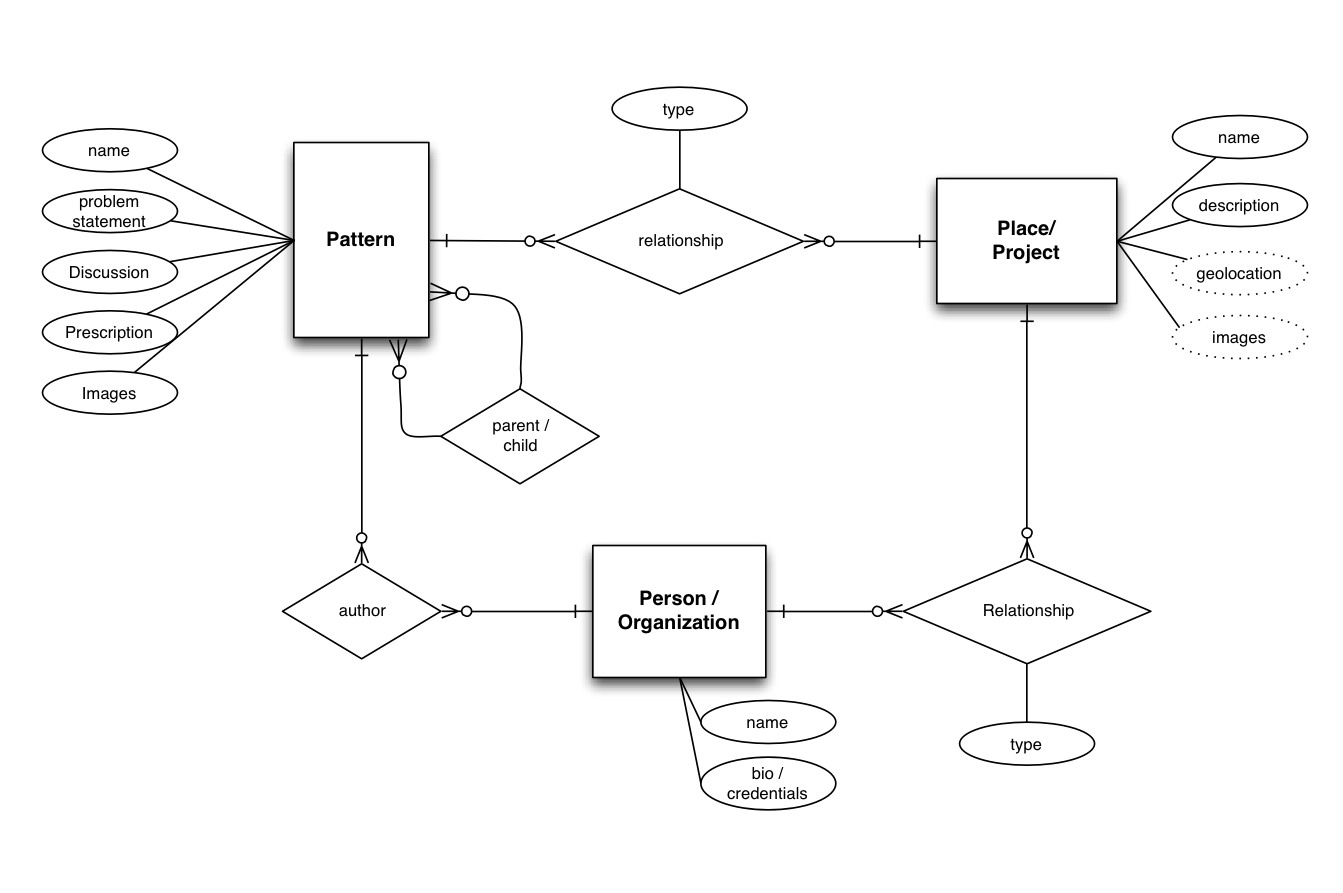 type
name
name
problem
statement
description
Pattern
relationship
Place/
Project
Discussion
geolocation
Prescription
images
Images
parent /
child
author
Person /
Organization
Relationship
name
type
bio /
credentials